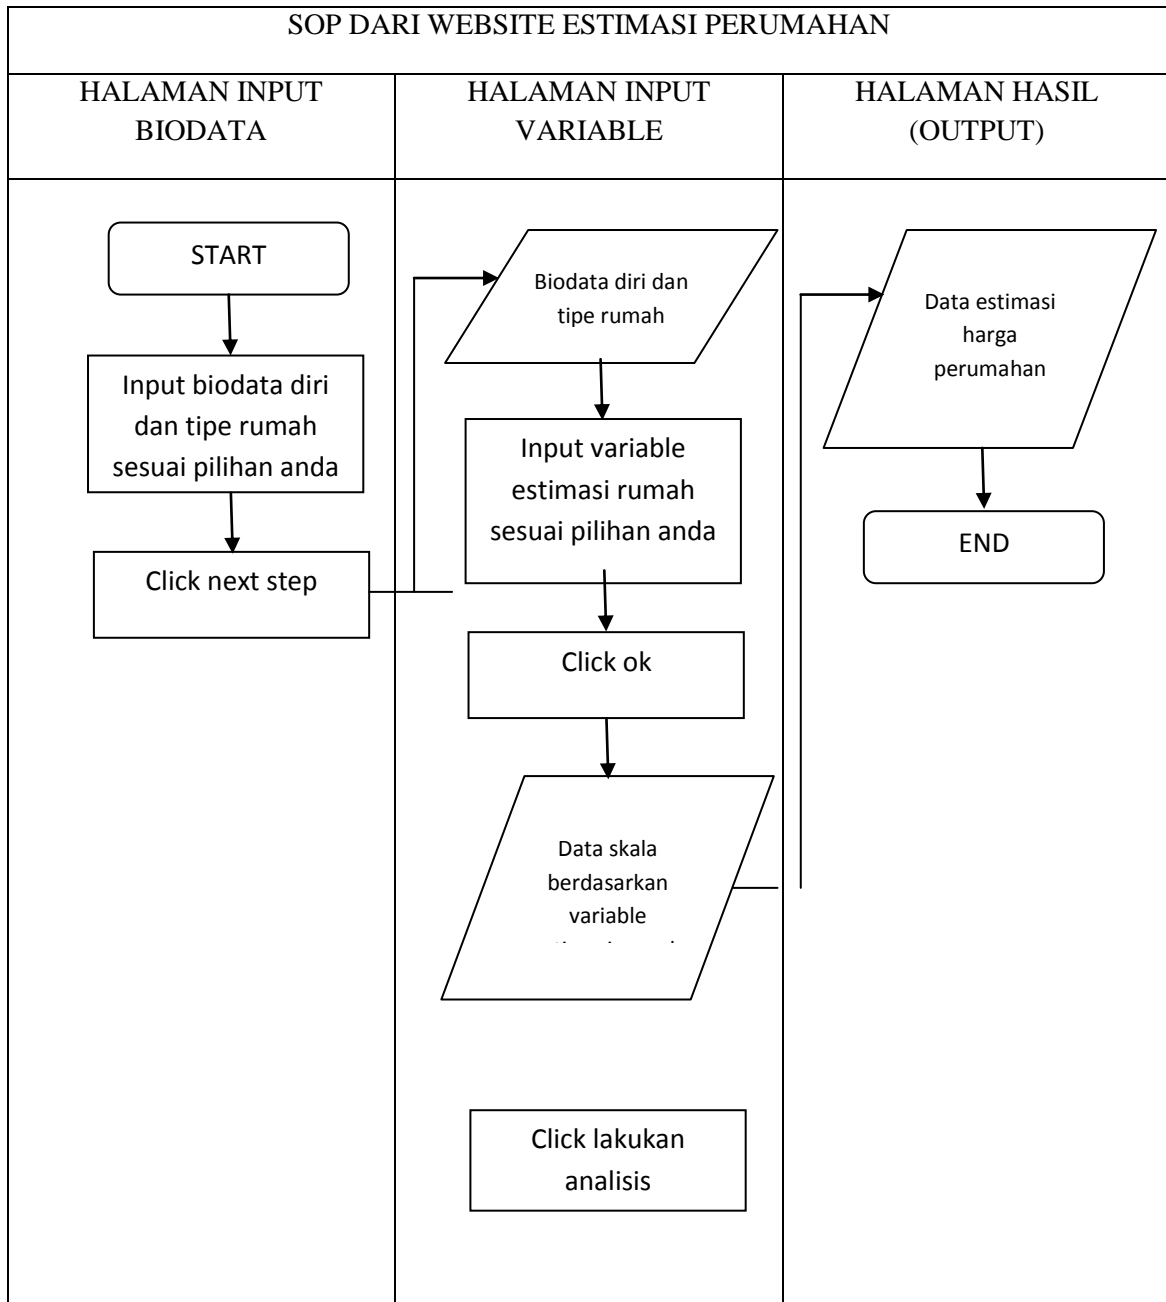 SOP DARI WEBSITE ESTIMASI PERUMAHAN
HALAMAN INPUT
BIODATA
HALAMAN INPUT
VARIABLE
HALAMAN HASIL
(OUTPUT)
START
Input biodata diri
dan tipe rumah
sesuai pilihan anda
Click next step
Biodata diri dan
tipe rumah
Input variable
estimasi rumah
sesuai pilihan anda
Click ok
Data skala
berdasarkan
variable
Click lakukan
analisis
Data estimasi
harga
perumahan
END